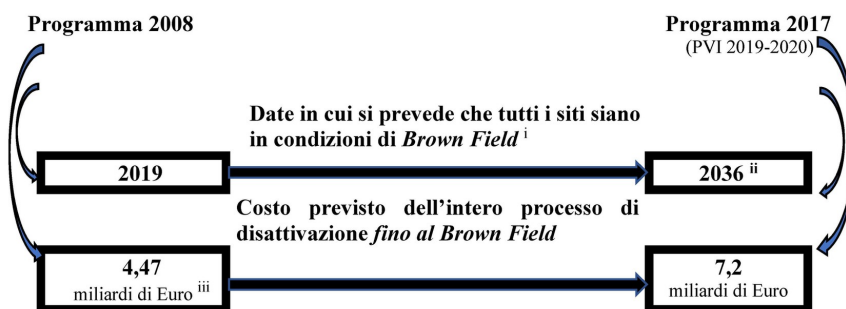 Programma 2008
Programma 2017
(PVI 2019-2020)
Date in cui si prevede che tutti i siti siano
in condizioni di Brown Field i
2019
2036 ii
Costo previsto dell'intero processo di
disattivazione fino al Brown Field
4,47
miliardi di Euro iii
7,2
miliardi di Euro